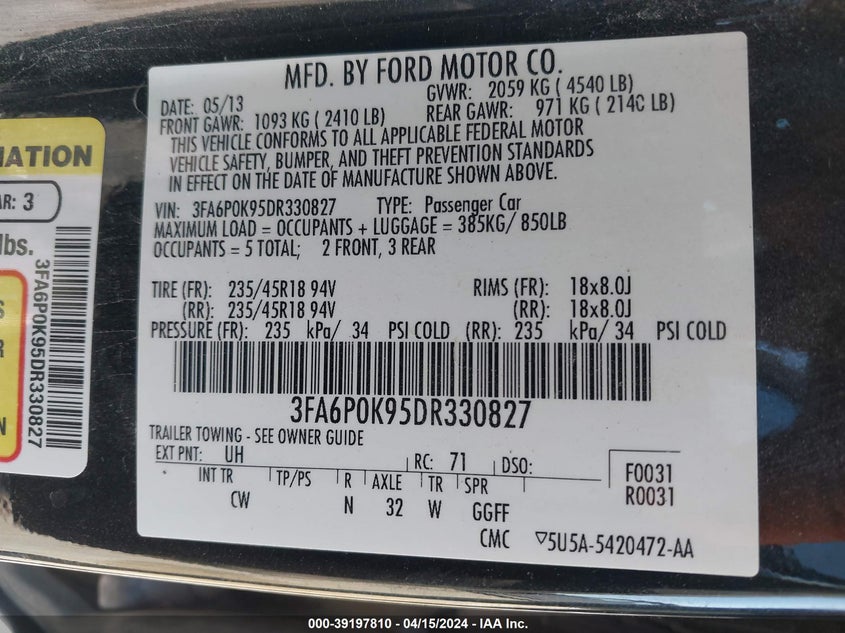 MFD. BY FORD MOTOR CO.
DATE: 05/13 GVWR: 2059 KG ( 4540 LB)
FRONT GAWR: 1093 KG ( 2410 LB) REAR GAWR: 971 KG ( 2140 LB)
THIS VEHICLE CONFORMS TO ALL APPLICABLE FEDERAL MOTOR
VEHICLE SAFETY, BUMPER, AND THEFT PREVENTION STANDARDS
IN EFFECT ON THE DATE OF MANUFACTURE SHOWN ABOVE.
VIN: 3FA6P0K95DR330827 TYPE: Passenger Car
MAXIMUM LOAD = OCCUPANTS + LUGGAGE = 385KG/ 850LB
OCCUPANTS = 5 TOTAL; 2 FRONT, 3 REAR
TIRE (FR): 235/45R18 94V RIMS (FR): 18x8.0J
(RR): 235/45R18 94V (RR): 18x8.0J
PRESSURE (FR): 235 kPa/ 34 PSI COLD (RR): 235 kPa/ 34 PSI COLD
3FA6P0K95DR330827
TRAILER TOWING - SEE OWNER GUIDE
EXT PNT: UH RC: 71 DSO: F0031
INT TR TP/PS R AXLE TR SPR R0031
CW N 32 W GGFF
CMC ▽5U5A-5420472-AA
MATION
AR: 3
lbs.
S
R
N
3FA6P0K95DR330827
000-39197810 - 04/15/2024 - IAA Inc.